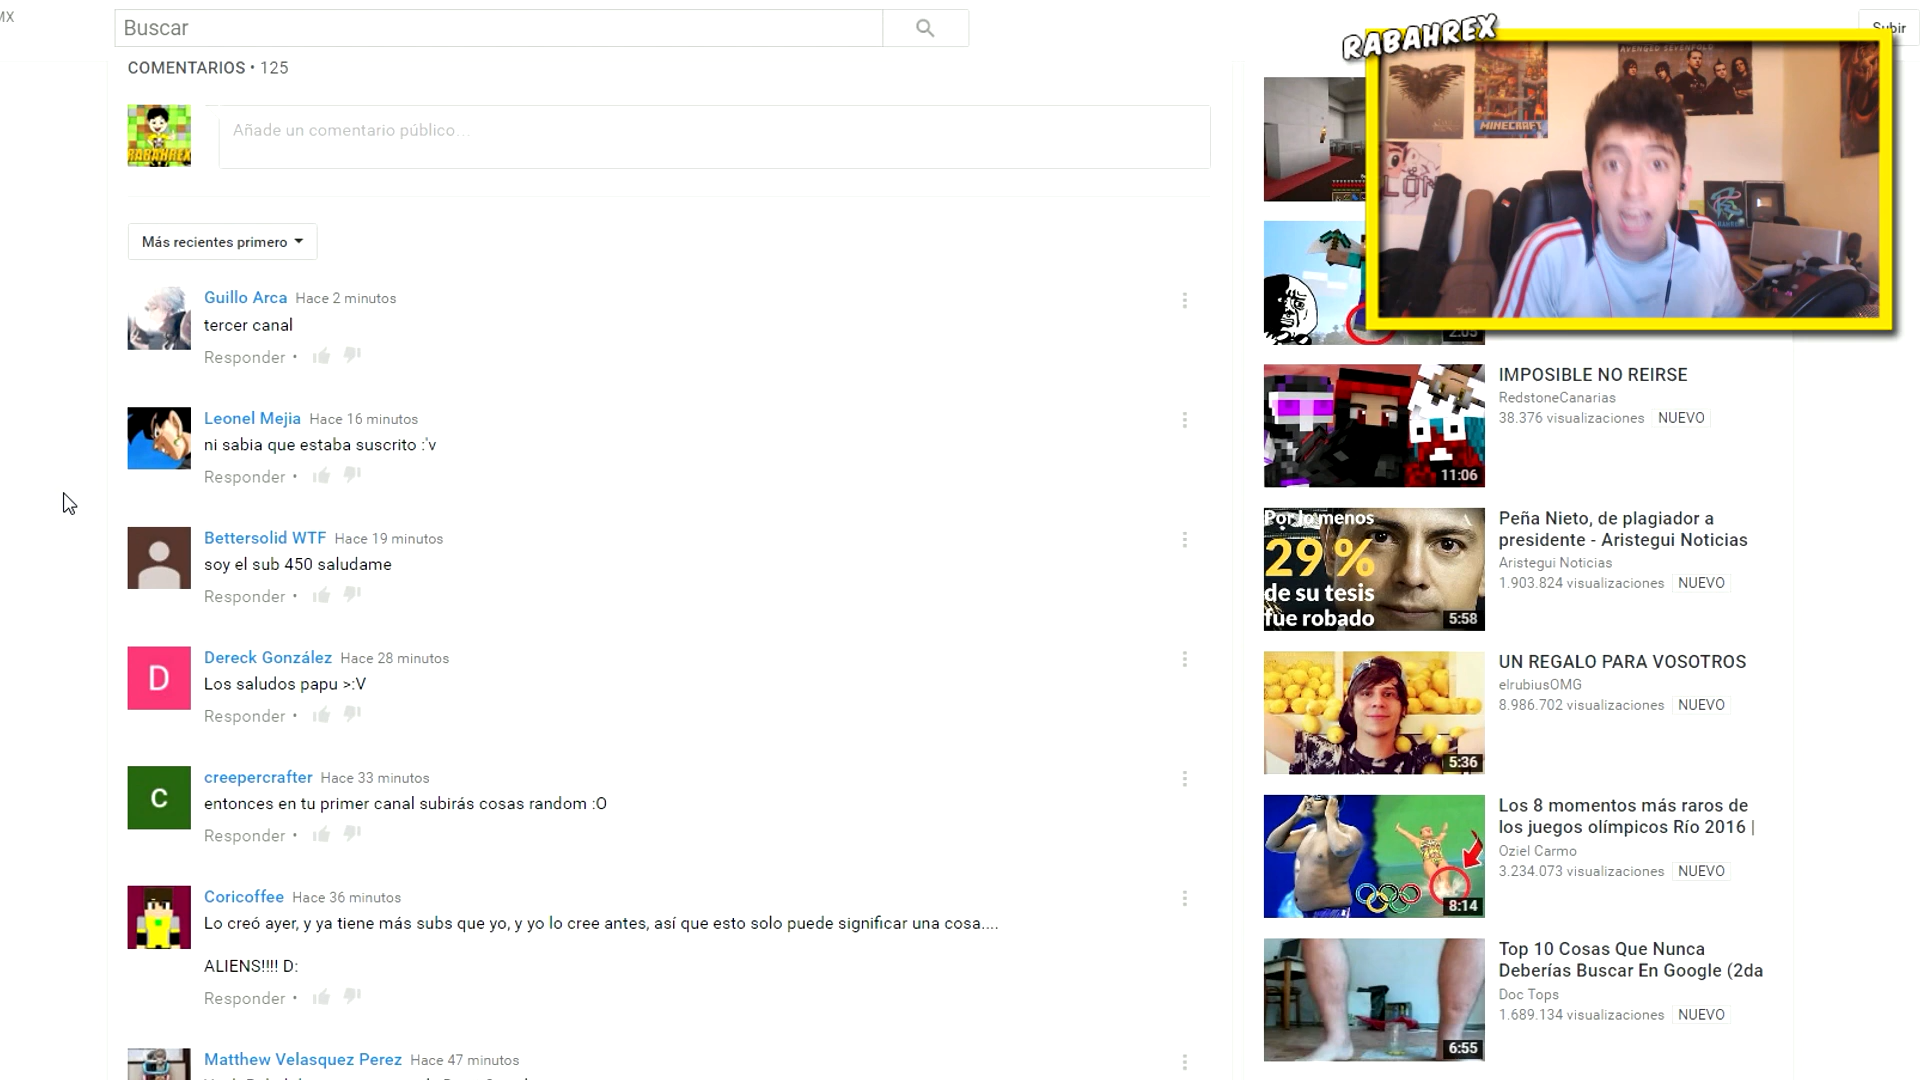 MX
Buscar
Subir
COMENTARIOS • 125
RABAHREX
Añade un comentario público...
Más recientes primero
Guillo Arca Hace 2 minutos
tercer canal
Responder •
Leonel Mejia Hace 16 minutos
ni sabia que estaba suscrito :'v
Responder •
Bettersolid WTF Hace 19 minutos
soy el sub 450 saludame
Responder •
D
Dereck González Hace 28 minutos
Los saludos papu >:V
Responder •
c
creepercrafter Hace 33 minutos
entonces en tu primer canal subirás cosas random :O
Responder •
Coricoffee Hace 36 minutos
Lo creó ayer, y ya tiene más subs que yo, y yo lo cree antes, así que esto solo puede significar una cosa....
ALIENS!!!! D:
Responder •
Matthew Velasquez Perez Hace 47 minutos
RABAHREX
AVENGED SEVENFOLD
MINECRAFT
2:05
11:06
IMPOSIBLE NO REIRSE
RedstoneCanarias
38.376 visualizaciones NUEVO
Por lo menos
29 %
de su tesis
fue robado
5:58
Peña Nieto, de plagiador a
presidente - Aristegui Noticias
Aristegui Noticias
1.903.824 visualizaciones NUEVO
5:36
UN REGALO PARA VOSOTROS
elrubiusOMG
8.986.702 visualizaciones NUEVO
8:14
Los 8 momentos más raros de
los juegos olímpicos Río 2016 |
Oziel Carmo
3.234.073 visualizaciones NUEVO
6:55
Top 10 Cosas Que Nunca
Deberías Buscar En Google (2da
Doc Tops
1.689.134 visualizaciones NUEVO